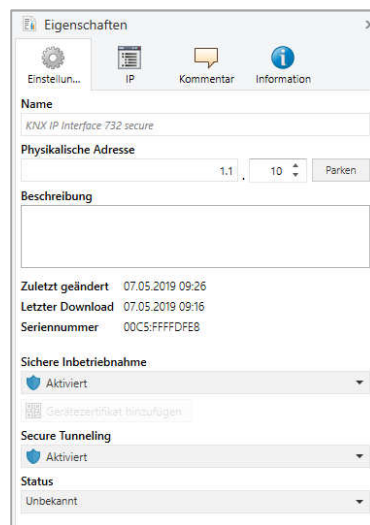 Eigenschaften
Einstellun... IP Kommentar Information
Name
KNX IP Interface 732 secure
Physikalische Adresse
1.1 . 10 Parken
Beschreibung
Zuletzt geändert 07.05.2019 09:26
Letzter Download 07.05.2019 09:16
Seriennummer 00C5:FFFFDFE8
Sichere Inbetriebnahme
Aktiviert
Gerätezertifikat hinzufügen
Secure Tunneling
Aktiviert
Status
Unbekannt